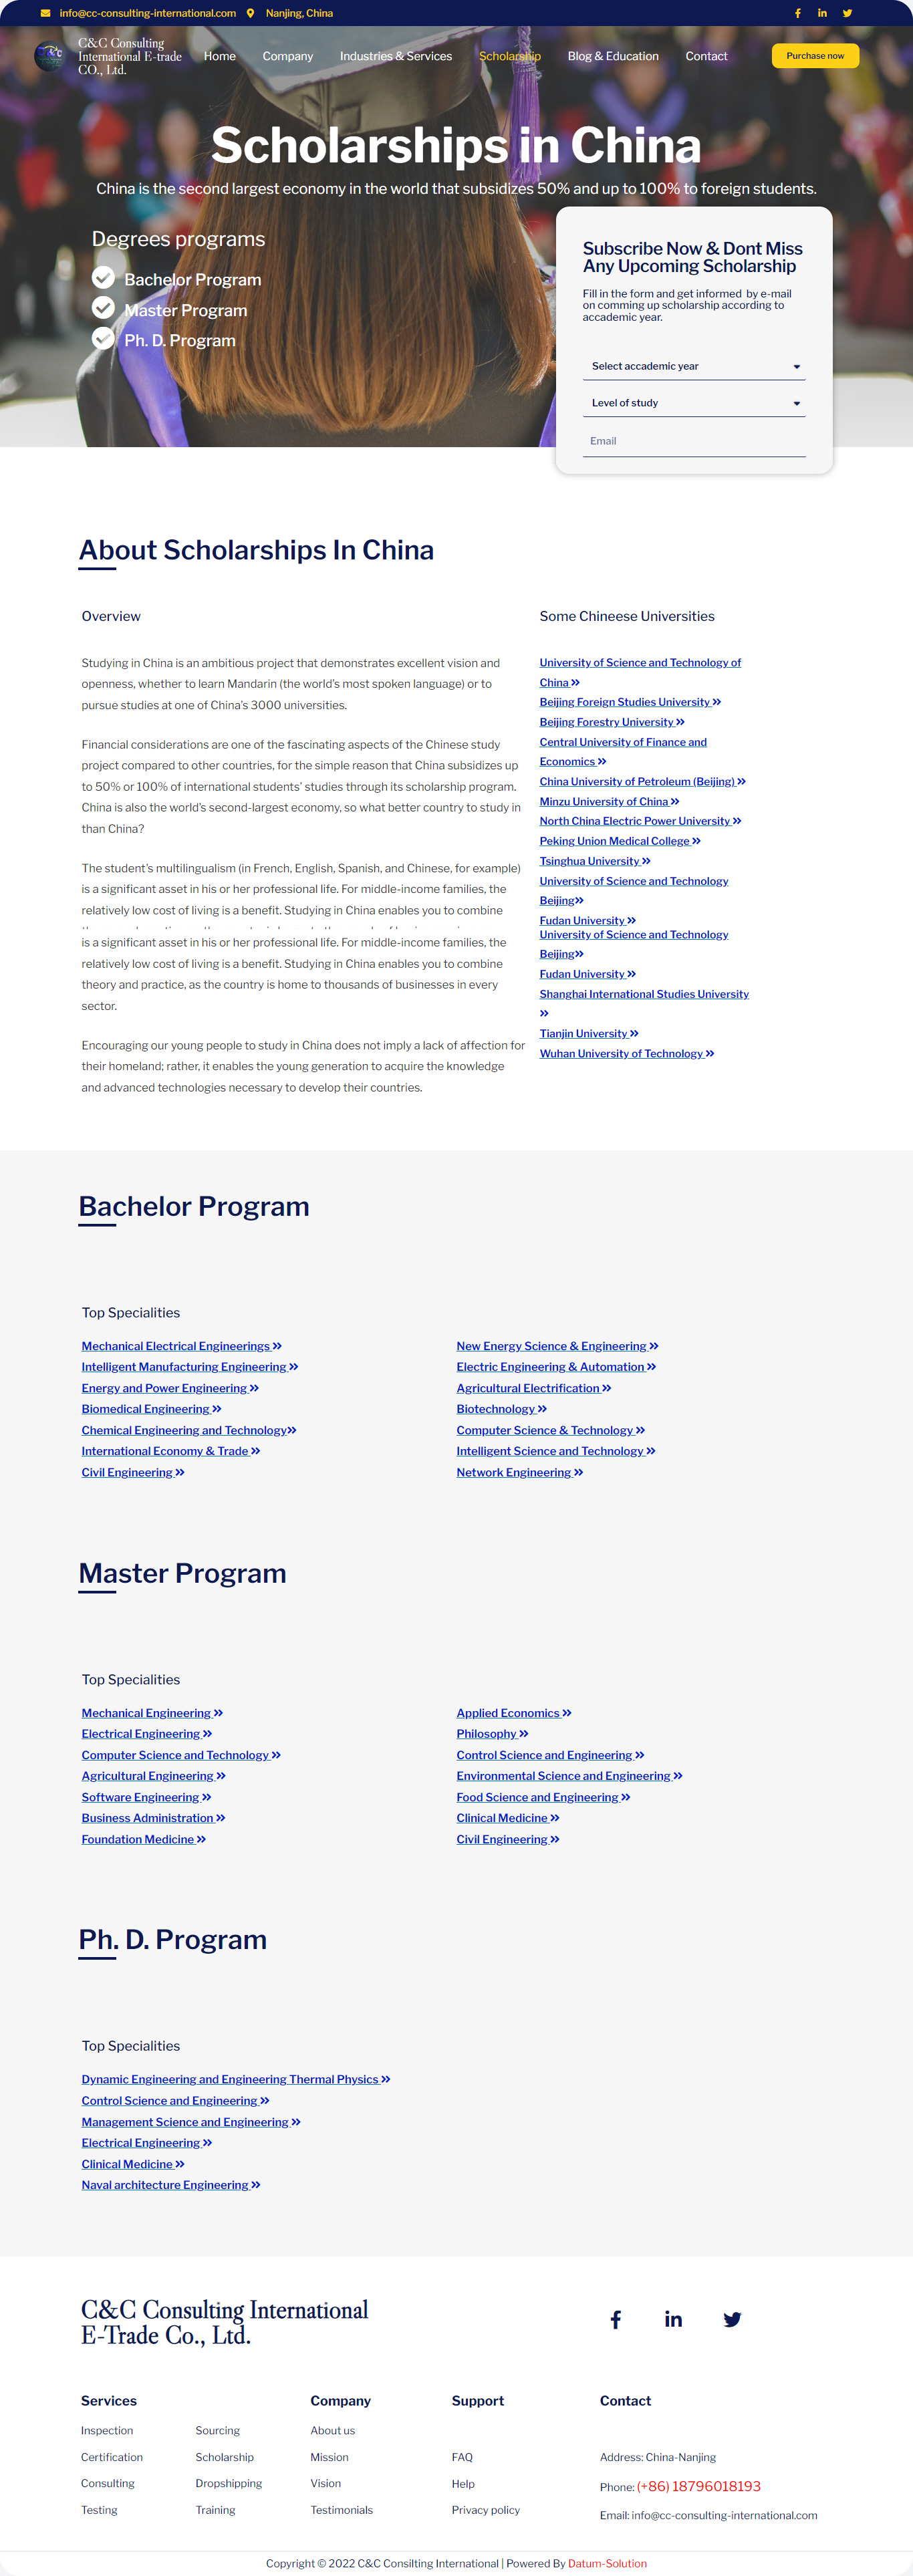 info@cc-consulting-international.com Nanjing, China
C&C Consulting
International E-trade
CO., Ltd.
Home Company Industries & Services Scholarship Blog & Education Contact Purchase now
Scholarships in China
China is the second largest economy in the world that subsidizes 50% and up to 100% to foreign students.
Degrees programs
Bachelor Program
Master Program
Ph. D. Program
Subscribe Now & Dont Miss
Any Upcoming Scholarship
Fill in the form and get informed by e-mail
on comming up scholarship according to
accademic year.
Select accademic year
Level of study
Email
About Scholarships In China
Overview
Studying in China is an ambitious project that demonstrates excellent vision and
openness, whether to learn Mandarin (the world's most spoken language) or to
pursue studies at one of China's 3000 universities.
Financial considerations are one of the fascinating aspects of the Chinese study
project compared to other countries, for the simple reason that China subsidizes up
to 50% or 100% of international students' studies through its scholarship program.
China is also the world's second-largest economy, so what better country to study in
than China?
The student's multilingualism (in French, English, Spanish, and Chinese, for example)
is a significant asset in his or her professional life. For middle-income families, the
relatively low cost of living is a benefit. Studying in China enables you to combine
is a significant asset in his or her professional life. For middle-income families, the
relatively low cost of living is a benefit. Studying in China enables you to combine
theory and practice, as the country is home to thousands of businesses in every
sector.
Encouraging our young people to study in China does not imply a lack of affection for
their homeland; rather, it enables the young generation to acquire the knowledge
and advanced technologies necessary to develop their countries.
Some Chineese Universities
University of Science and Technology of
China »
Beijing Foreign Studies University »
Beijing Forestry University »
Central University of Finance and
Economics »
China University of Petroleum (Beijing) »
Minzu University of China »
North China Electric Power University »
Peking Union Medical College »
Tsinghua University »
University of Science and Technology
Beijing»
Fudan University »
University of Science and Technology
Beijing»
Fudan University »
Shanghai International Studies University
»
Tianjin University »
Wuhan University of Technology »
Bachelor Program
Top Specialities
Mechanical Electrical Engineerings »
Intelligent Manufacturing Engineering »
Energy and Power Engineering »
Biomedical Engineering »
Chemical Engineering and Technology»
International Economy & Trade »
Civil Engineering »
New Energy Science & Engineering »
Electric Engineering & Automation »
Agricultural Electrification »
Biotechnology »
Computer Science & Technology »
Intelligent Science and Technology »
Network Engineering »
Master Program
Top Specialities
Mechanical Engineering »
Electrical Engineering »
Computer Science and Technology »
Agricultural Engineering »
Software Engineering »
Business Administration »
Foundation Medicine »
Applied Economics »
Philosophy »
Control Science and Engineering »
Environmental Science and Engineering »
Food Science and Engineering »
Clinical Medicine »
Civil Engineering »
Ph. D. Program
Top Specialities
Dynamic Engineering and Engineering Thermal Physics »
Control Science and Engineering »
Management Science and Engineering »
Electrical Engineering »
Clinical Medicine »
Naval architecture Engineering »
C&C Consulting International
E-Trade Co., Ltd.
Services
Inspection
Certification
Consulting
Testing
Sourcing
Scholarship
Dropshipping
Training
Company
About us
Mission
Vision
Testimonials
Support
FAQ
Help
Privacy policy
Contact
Address: China-Nanjing
Phone: (+86) 18796018193
Email: info@cc-consulting-international.com
Copyright © 2022 C&C Consilting International | Powered By Datum-Solution